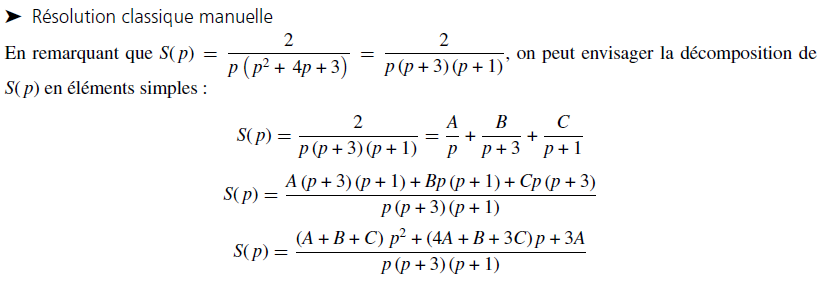 ➤ Résolution classique manuelle
En remarquant que S(p) = 2 / (p (p² + 4p + 3)) = 2 / (p (p + 3) (p + 1)), on peut envisager la décomposition de
S(p) en éléments simples :
S(p) = 2 / (p (p + 3) (p + 1)) = A / p + B / (p + 3) + C / (p + 1)
S(p) = (A (p + 3) (p + 1) + Bp (p + 1) + Cp (p + 3)) / (p (p + 3) (p + 1))
S(p) = ((A + B + C) p² + (4A + B + 3C) p + 3A) / (p (p + 3) (p + 1))